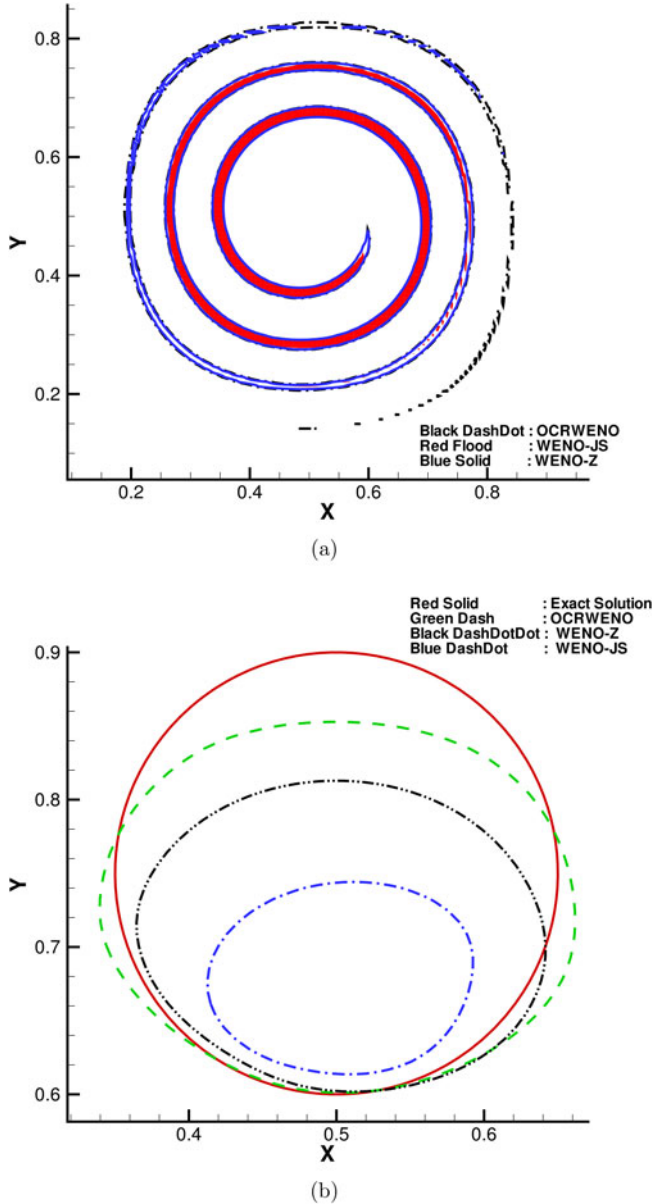 0.8
0.6
Y
0.4
0.2
Black DashDot : OCRWENO
Red Flood : WENO-JS
Blue Solid : WENO-Z
0.2 0.4 0.6 0.8
X
(a)
Red Solid : Exact Solution
Green Dash : OCRWENO
Black DashDotDot : WENO-Z
Blue DashDot : WENO-JS
0.9
0.8
Y
0.7
0.6
0.4 0.5 0.6
X
(b)